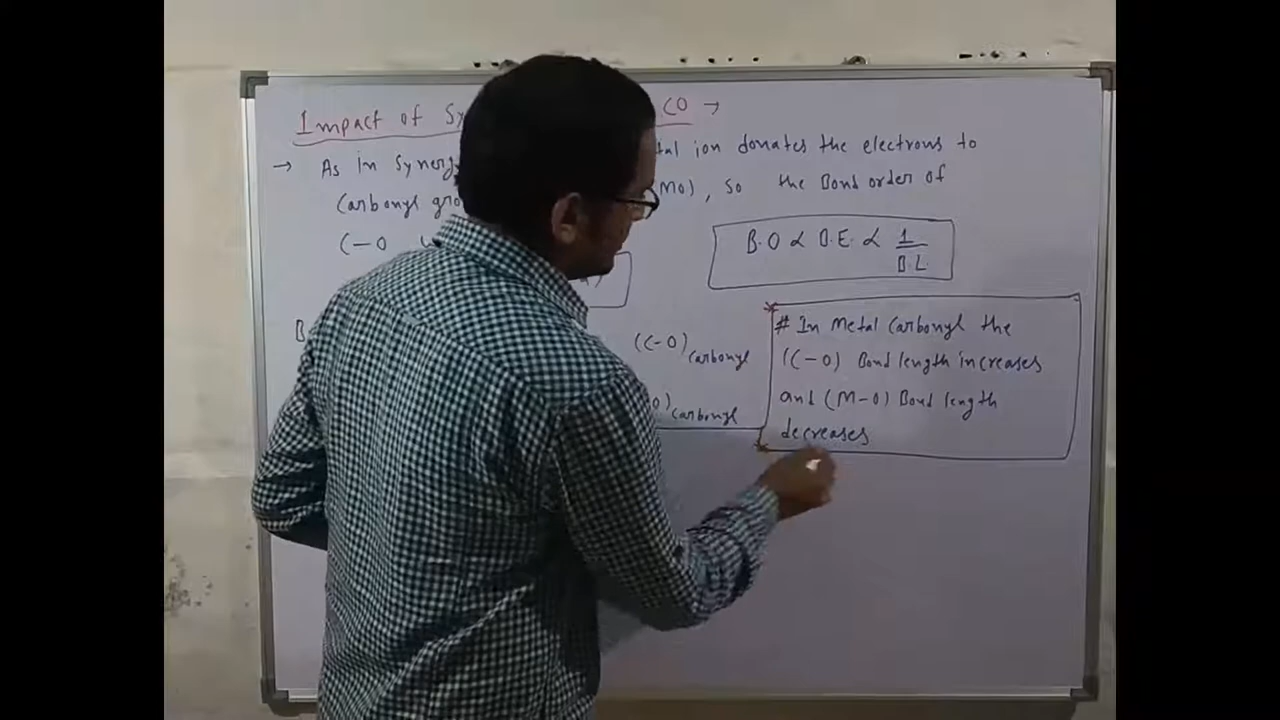 Impact of Sy CO →
→ As in Synerg tal ion donates the electrons to
Carbonyl gro MO), so the Bond order of
C-O
B.O ∝ B.E. ∝ 1/B.L.
(C-O)carbonyl
O)carbonyl
# In Metal Carbonyl the
(C-O) Bond length increases
and (M-O) Bond length
decreases